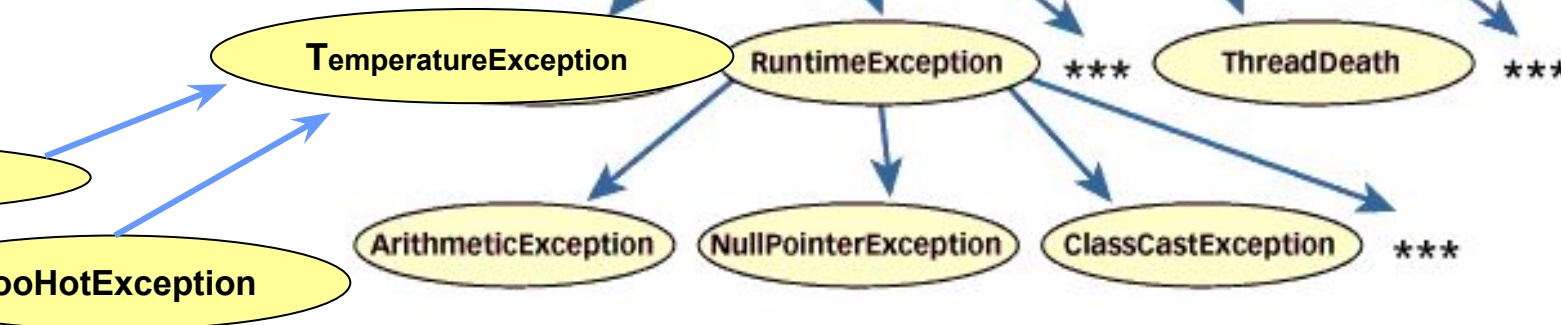 TemperatureException
RuntimeException
***
ThreadDeath
***
ArithmeticException
NullPointerException
ClassCastException
***
ooHotException